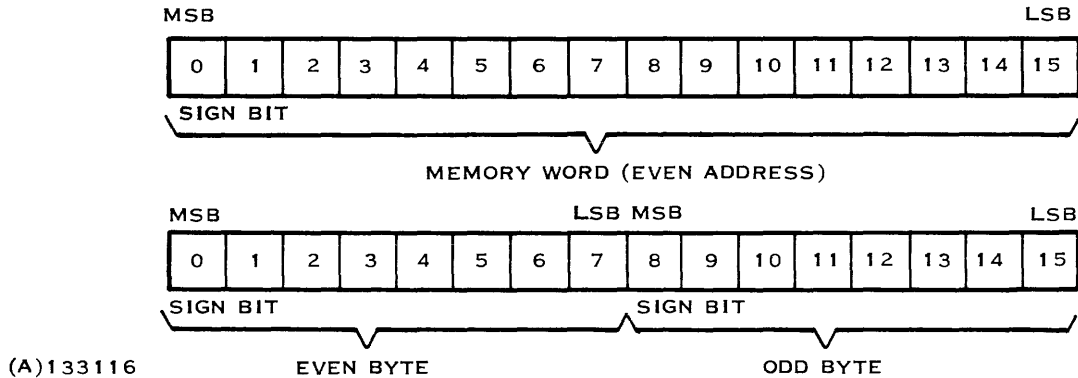 MSB LSB
0 1 2 3 4 5 6 7 8 9 10 11 12 13 14 15
SIGN BIT
MEMORY WORD (EVEN ADDRESS)
MSB LSB MSB LSB
0 1 2 3 4 5 6 7 8 9 10 11 12 13 14 15
SIGN BIT SIGN BIT
(A)133116 EVEN BYTE ODD BYTE